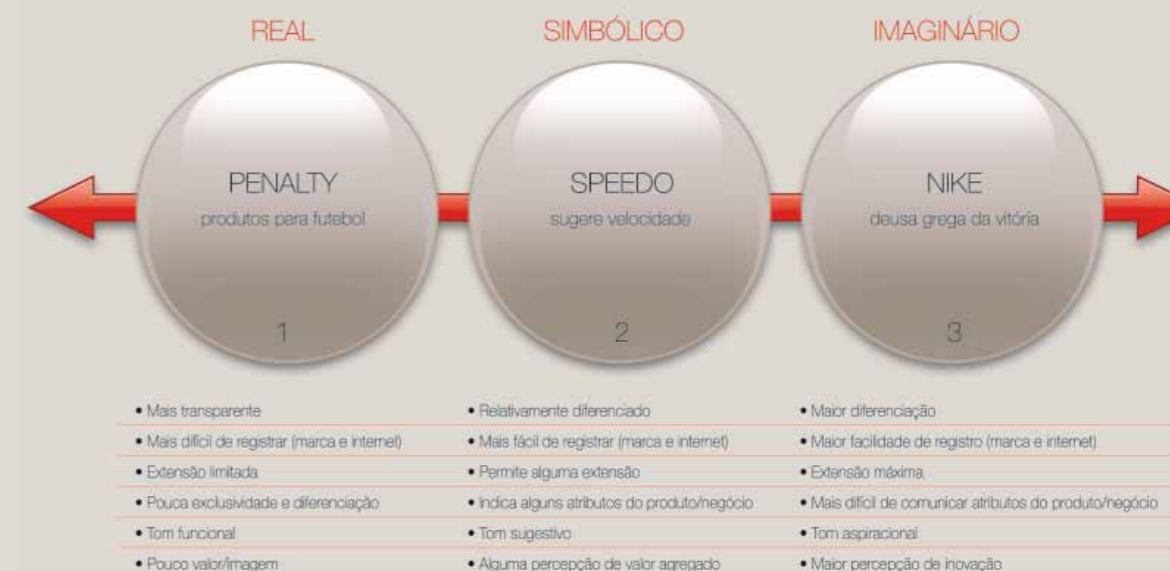 REAL
SIMBÓLICO
IMAGINÁRIO
PENALTY
produtos para futebol
1
SPEEDO
sugere velocidade
2
NIKE
deusa grega da vitória
3
• Mais transparente
• Mais difícil de registrar (marca e internet)
• Extensão limitada
• Pouca exclusividade e diferenciação
• Tom funcional
• Pouco valor/imagem
• Relativamente diferenciado
• Mais fácil de registrar (marca e internet)
• Permite alguma extensão
• Indica alguns atributos do produto/negócio
• Tom sugestivo
• Alguma percepção de valor agregado
• Maior diferenciação
• Maior facilidade de registro (marca e internet)
• Extensão máxima
• Mais difícil de comunicar atributos do produto/negócio
• Tom aspiracional
• Maior percepção de inovação